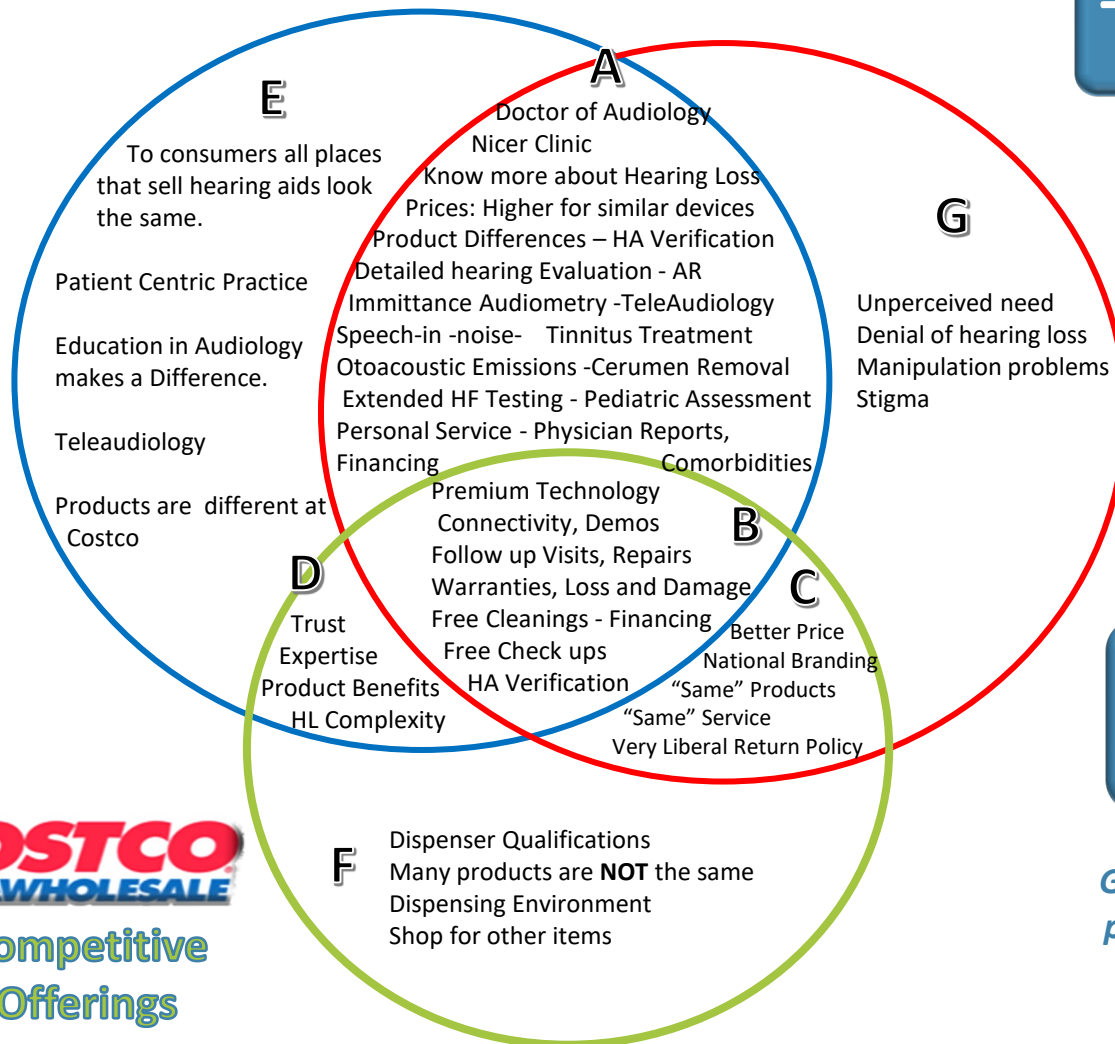 E
To consumers all places
that sell hearing aids look
the same.
Patient Centric Practice
Education in Audiology
makes a Difference.
Teleaudiology
Products are different at
Costco
A
Doctor of Audiology
Nicer Clinic
Know more about Hearing Loss
Prices: Higher for similar devices
Product Differences – HA Verification
Detailed hearing Evaluation - AR
Immittance Audiometry -TeleAudiology
Speech-in -noise- Tinnitus Treatment
Otoacoustic Emissions -Cerumen Removal
Extended HF Testing - Pediatric Assessment
Personal Service - Physician Reports,
Financing Comorbidities
G
Unperceived need
Denial of hearing loss
Manipulation problems
Stigma
B
Premium Technology
Connectivity, Demos
Follow up Visits, Repairs
Warranties, Loss and Damage
Free Cleanings - Financing
Free Check ups
HA Verification
D
Trust
Expertise
Product Benefits
HL Complexity
C
Better Price
National Branding
“Same” Products
“Same” Service
Very Liberal Return Policy
F
Dispenser Qualifications
Many products are NOT the same
Dispensing Environment
Shop for other items
OSTCO
WHOLESALE
ompetitive
Offerings
G
p